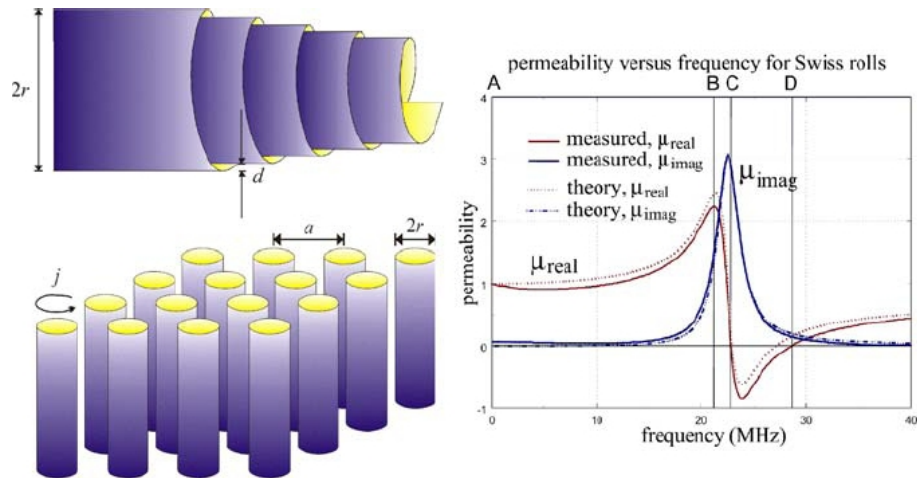 2r
d
a
2r
j
permeability versus frequency for Swiss rolls
A B C D
4
3
2
1
0
-1
permeability
measured, μreal
measured, μimag
theory, μreal
theory, μimag
μimag
μreal
0 19 20 30 40
frequency (MHz)